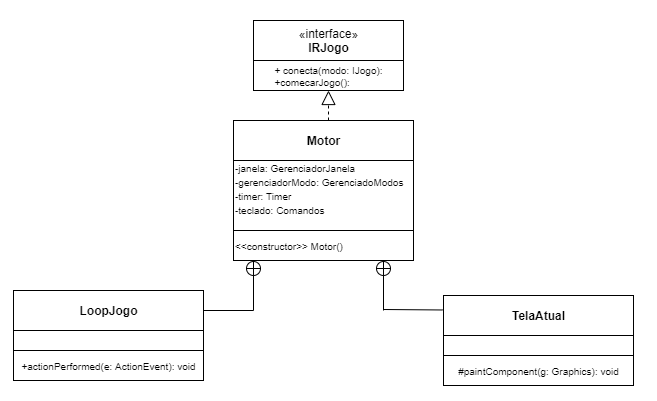 «interface»
IRJogo
+ conecta(modo: IJogo):
+comecarJogo():
Motor
-janela: GerenciadorJanela
-gerenciadorModo: GerenciadoModos
-timer: Timer
-teclado: Comandos
<<constructor>> Motor()
LoopJogo
+actionPerformed(e: ActionEvent): void
TelaAtual
#paintComponent(g: Graphics): void